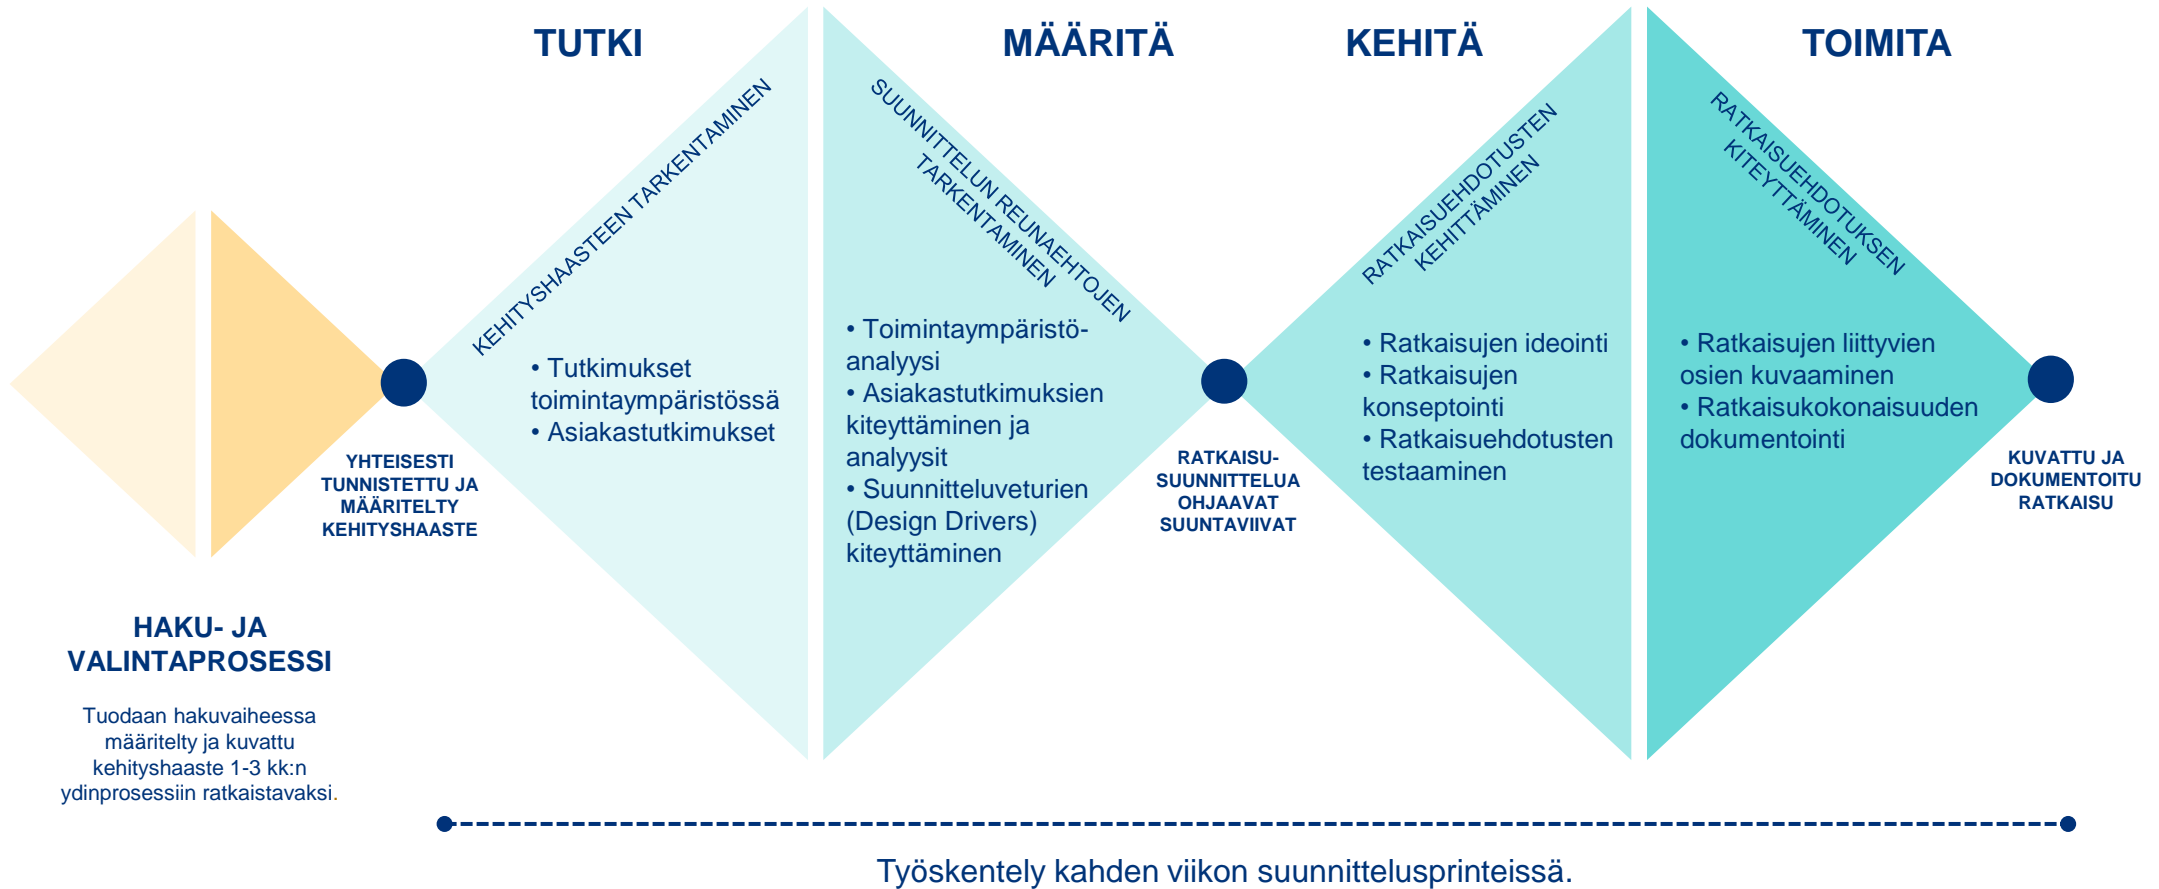 TUTKI
MÄÄRITÄ
KEHITÄ
TOIMITA
KEHITYSHAASTEEN TARKENTAMINEN
SUUNNITTELUN REUNAEHTOJEN
TARKENTAMINEN
RATKAISUEHDOTUSTEN
KEHITTÄMINEN
RATKAISUEHDOTUKSEN
KITEYTTÄMINEN
• Tutkimukset
toimintaympäristössä
• Asiakastutkimukset
• Toimintaympäristö-
analyysi
• Asiakastutkimuksien
kiteyttäminen ja
analyysit
• Suunnitteluveturien
(Design Drivers)
kiteyttäminen
• Ratkaisujen ideointi
• Ratkaisujen
konseptointi
• Ratkaisuehdotusten
testaaminen
• Ratkaisujen liittyvien
osien kuvaaminen
• Ratkaisukokonaisuuden
dokumentointi
YHTEISESTI
TUNNISTETTU JA
MÄÄRITELTY
KEHITYSHAASTE
RATKAISU-
SUUNNITTELUA
OHJAAVAT
SUUNTAVIIVAT
KUVATTU JA
DOKUMENTOITU
RATKAISU
HAKU- JA
VALINTAPROSESSI
Tuodaan hakuvaiheessa
määritelty ja kuvattu
kehityshaaste 1-3 kk:n
ydinprosessiin ratkaistavaksi.
Työskentely kahden viikon suunnittelusprinteissä.